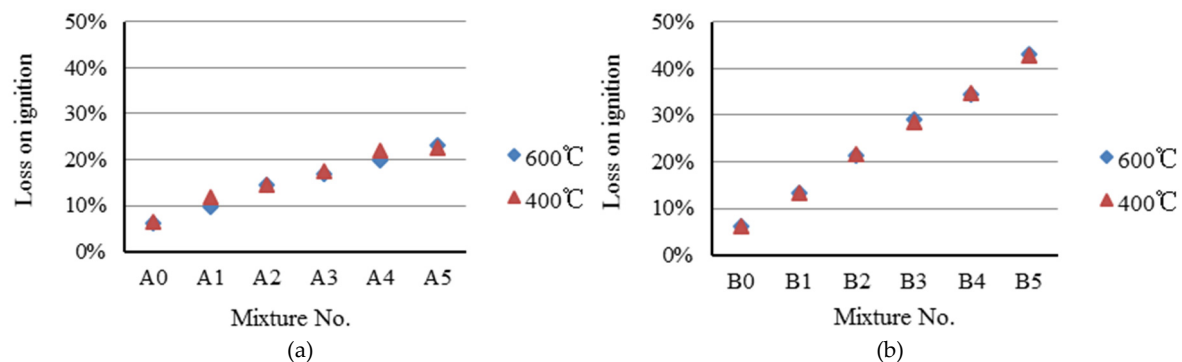 50%
40%
30%
20%
10%
0%
Loss on ignition
A0 A1 A2 A3 A4 A5
Mixture No.
600℃
400℃
(a)
50%
40%
30%
20%
10%
0%
Loss on ignition
B0 B1 B2 B3 B4 B5
Mixture No.
600℃
400℃
(b)